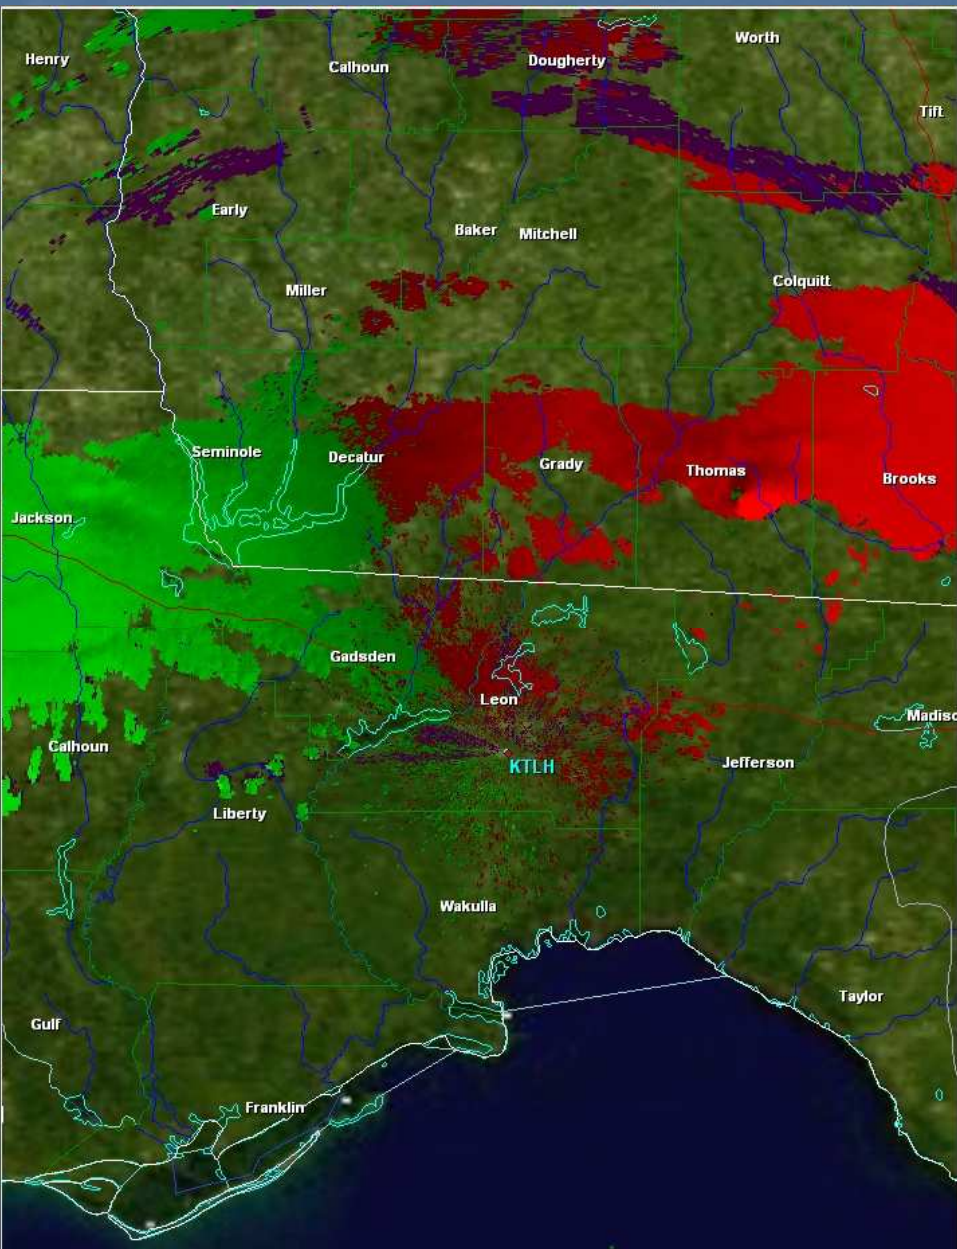 Henry
Calhoun
Dougherty
Worth
Tift
Early
Baker
Mitchell
Miller
Colquitt
Seminole
Decatur
Grady
Thomas
Brooks
Jackson
Gadsden
Leon
Madisc
Calhoun
KTLH
Jefferson
Liberty
Wakulla
Taylor
Gulf
Franklin